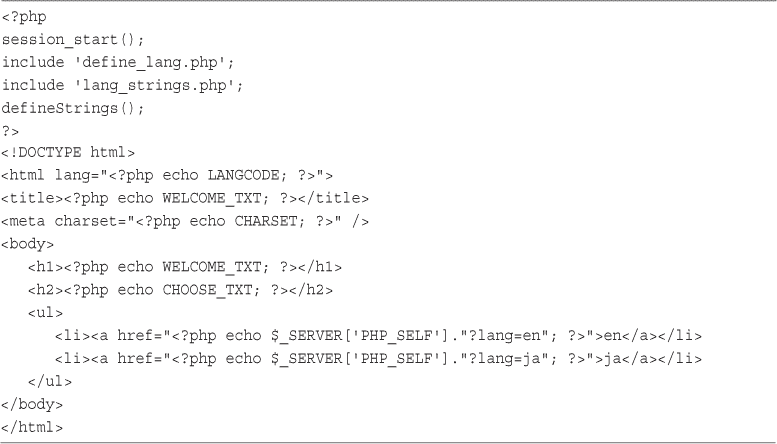 <?php
session_start();
include 'define_lang.php';
include 'lang_strings.php';
defineStrings();
?>
<!DOCTYPE html>
<html lang="<?php echo LANGCODE; ?>">
<title><?php echo WELCOME_TXT; ?></title>
<meta charset="<?php echo CHARSET; ?>" />
<body>
   <h1><?php echo WELCOME_TXT; ?></h1>
   <h2><?php echo CHOOSE_TXT; ?></h2>
   <ul>
      <li><a href="<?php echo $_SERVER['PHP_SELF']."?lang=en"; ?>">en</a></li>
      <li><a href="<?php echo $_SERVER['PHP_SELF']."?lang=ja"; ?>">ja</a></li>
   </ul>
</body>
</html>